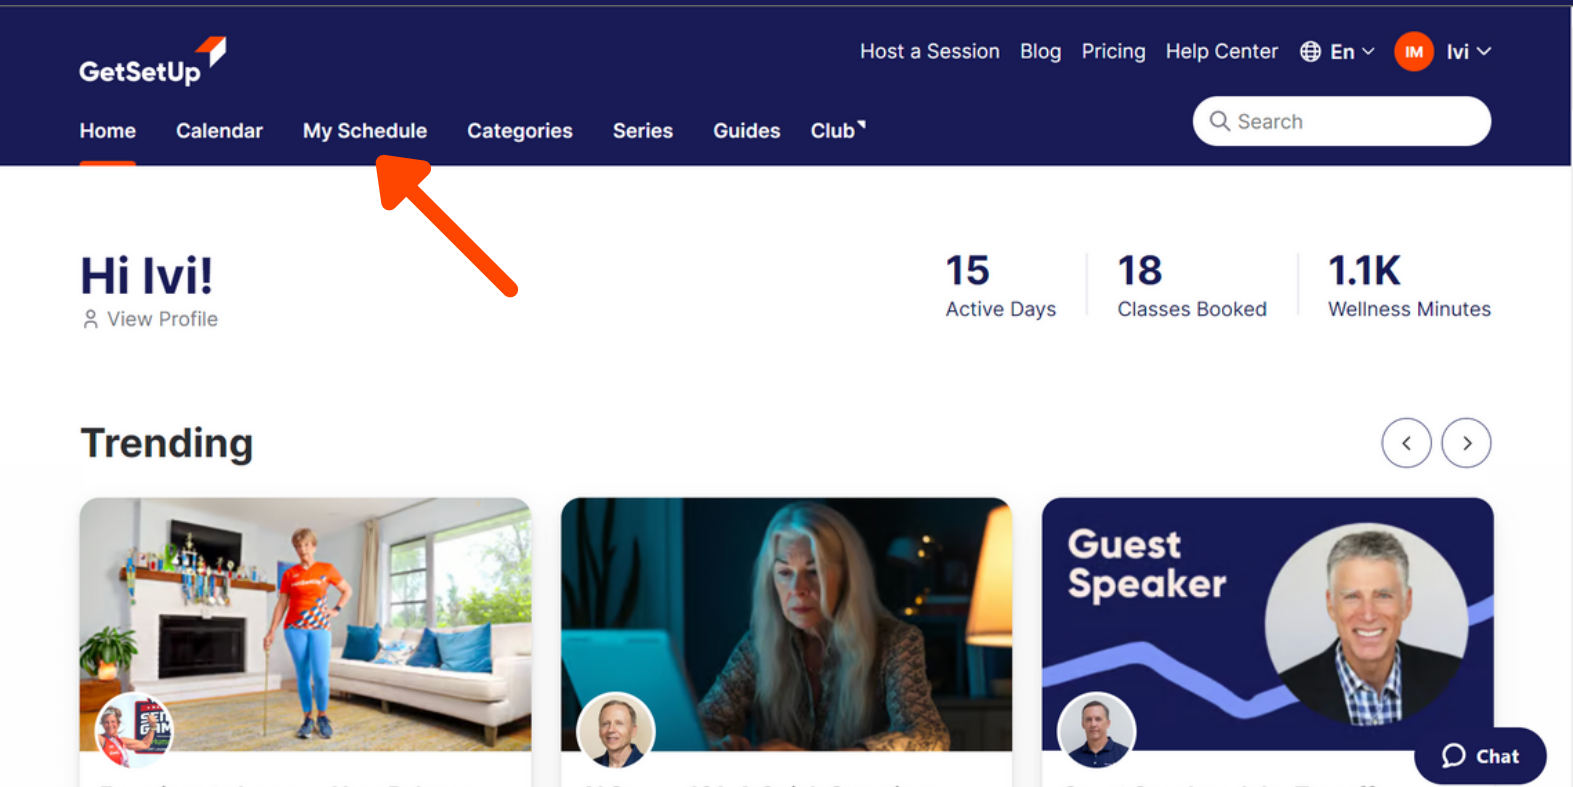 Host a Session Blog Pricing Help Center En IM Ivi
GetSetUp
Home Calendar My Schedule Categories Series Guides Club
Search
Hi Ivi!
View Profile
15
Active Days
18
Classes Booked
1.1K
Wellness Minutes
Trending
Guest
Speaker
Chat